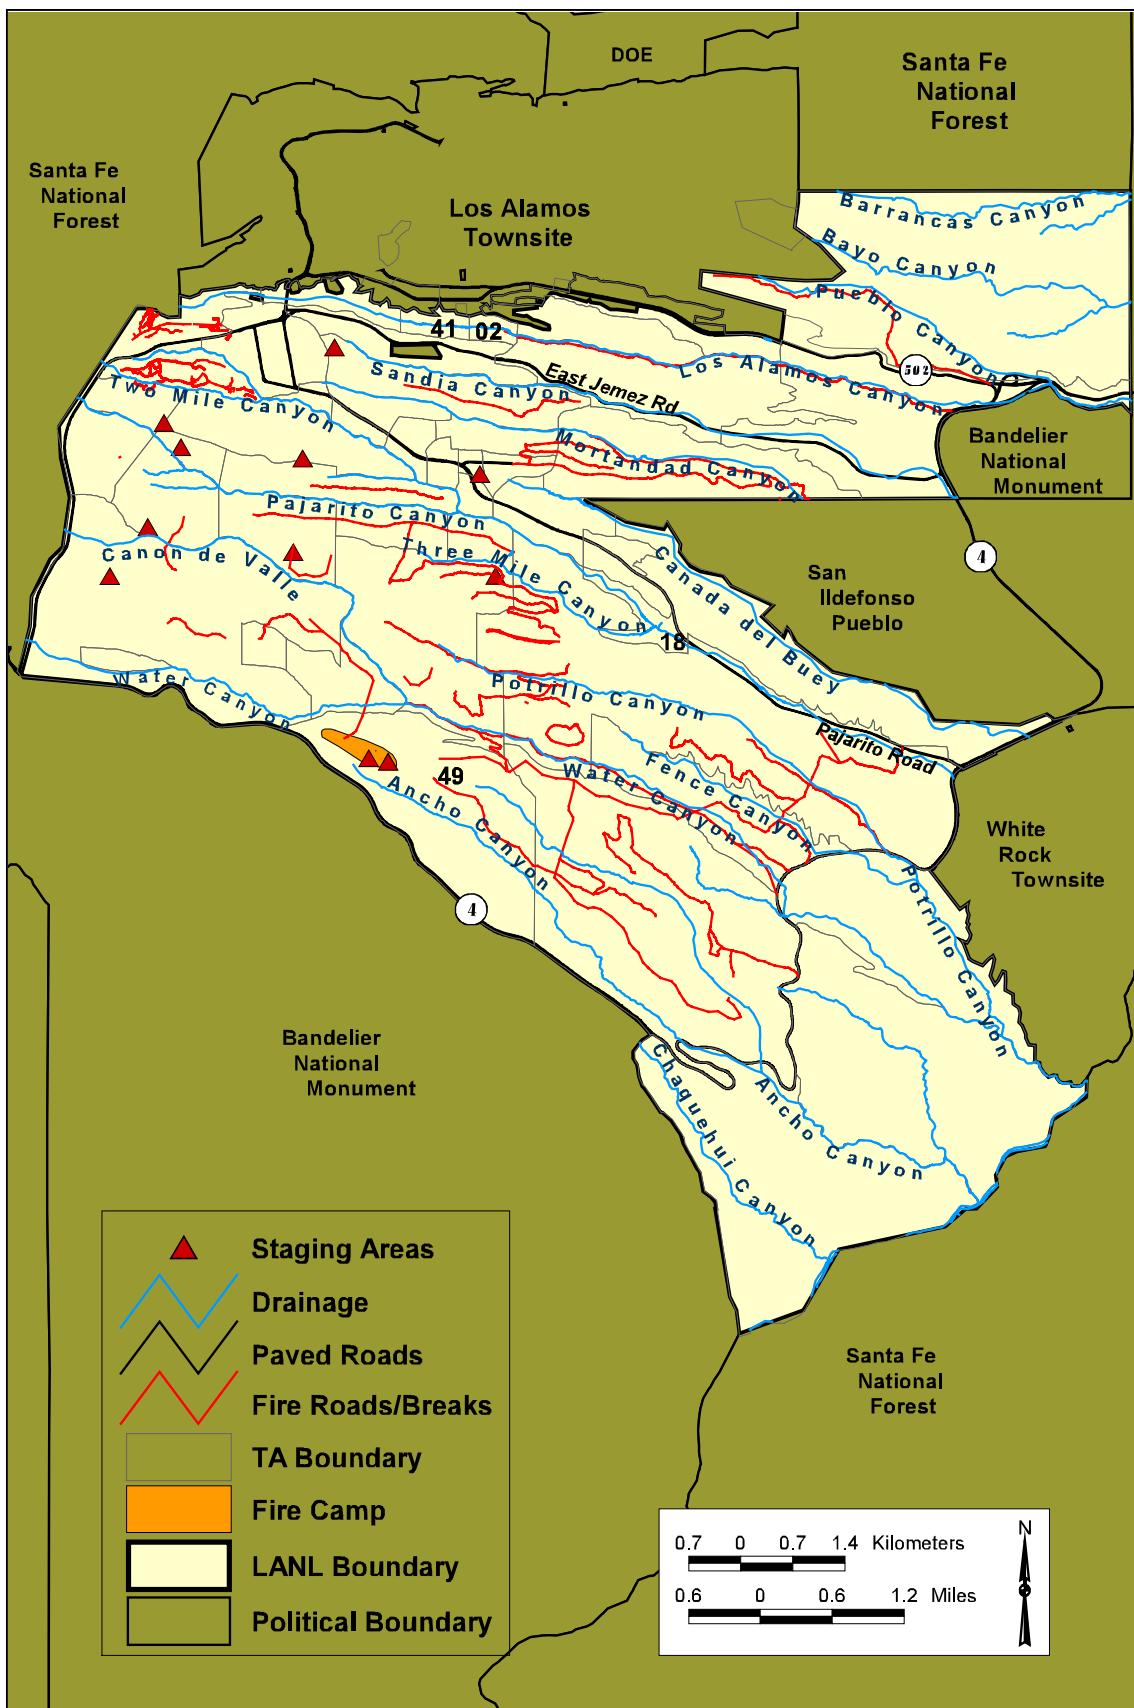 DOE
Santa Fe
National
Forest
Santa Fe
National
Forest
Los Alamos
Townsite
Barrancas Canyon
Bayo Canyon
Pueblo Canyon
41 02
Los Alamos Canyon
502
Sandia Canyon
East Jemez Rd
Two Mile Canyon
Mortandad Canyon
Bandelier
National
Monument
Pajarito Canyon
Three Mile Canyon
Canada del Buey
4
Canon de Valle
San
Ildefonso
Pueblo
18
Water Canyon
Potrillo Canyon
Pajarito Road
Fence Canyon
Water Canyon
49
Ancho Canyon
White
Rock
Townsite
Potrillo Canyon
4
Bandelier
National
Monument
Chaquehui Canyon
Ancho Canyon
Staging Areas
Drainage
Paved Roads
Fire Roads/Breaks
TA Boundary
Fire Camp
LANL Boundary
Political Boundary
Santa Fe
National
Forest
N
0.7 0 0.7 1.4 Kilometers
0.6 0 0.6 1.2 Miles